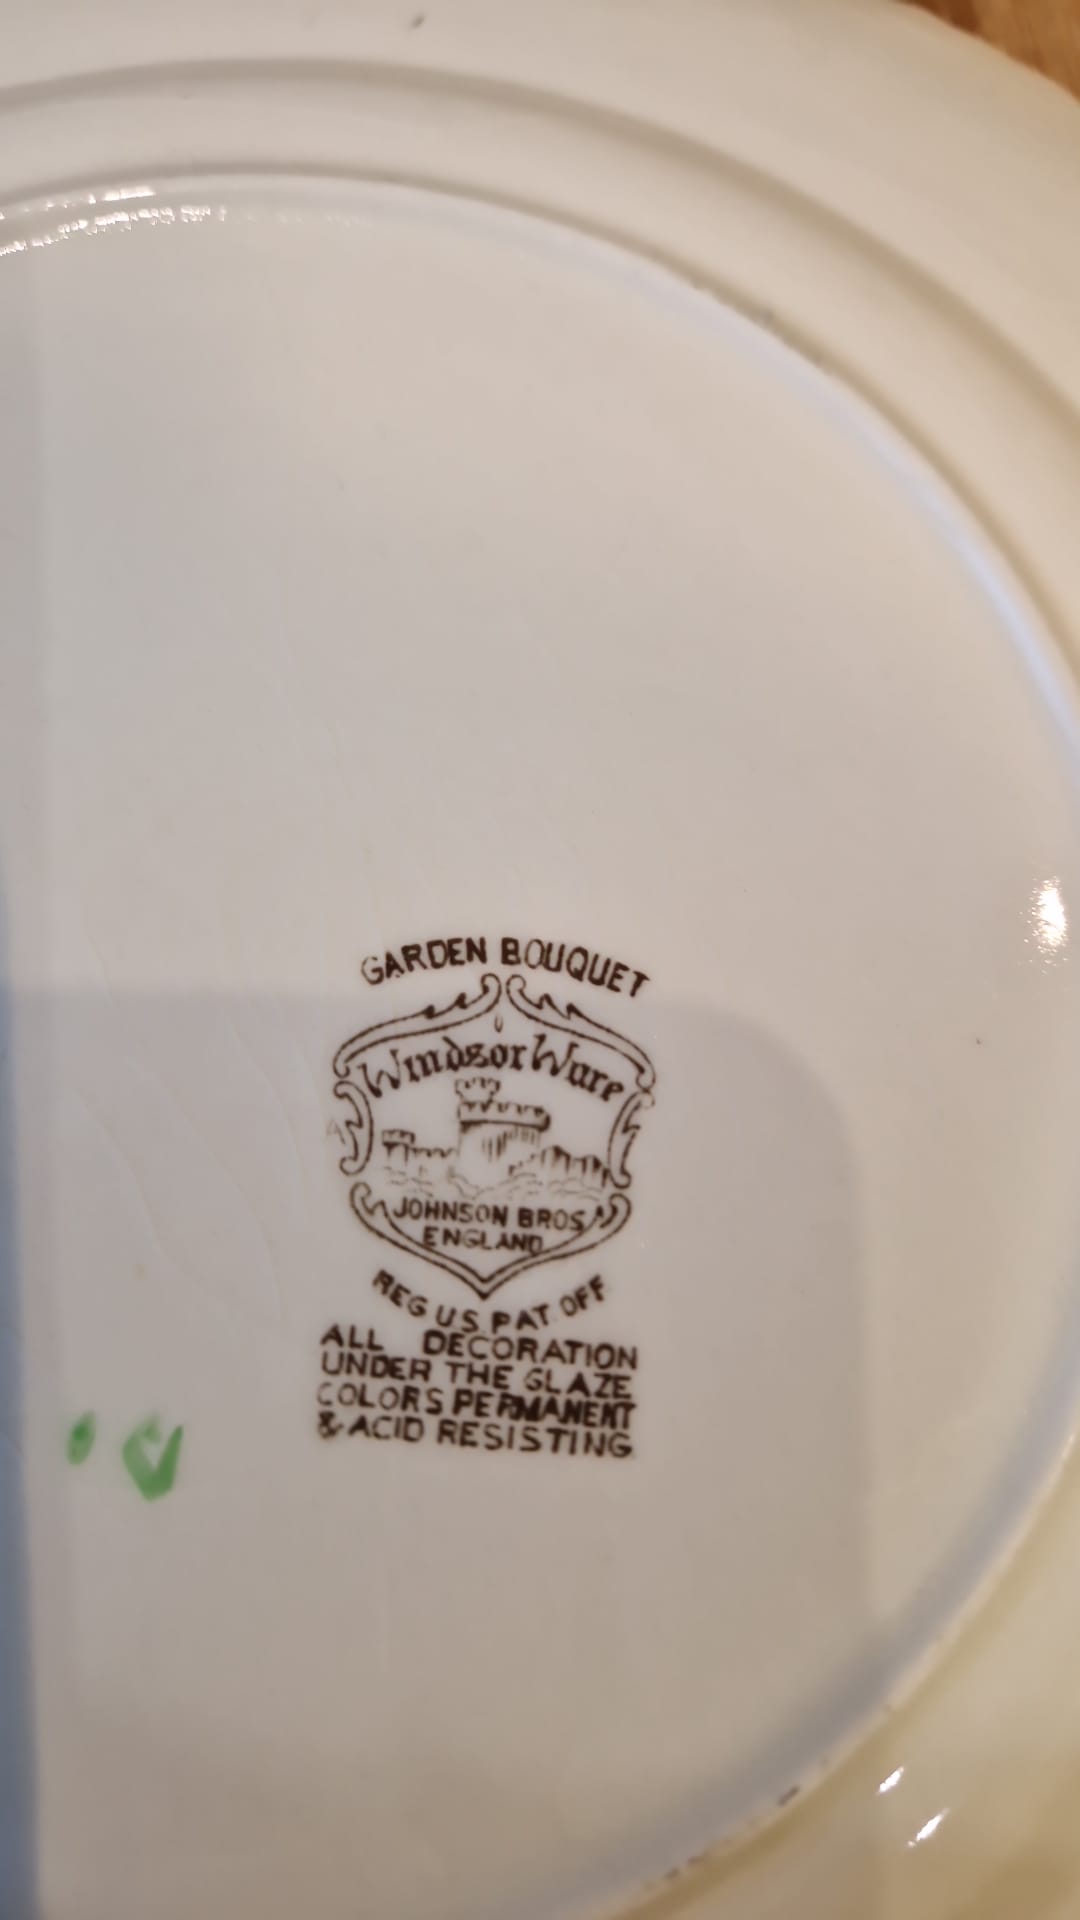 GARDEN BOUQUET
Windsor Ware
JOHNSON BROS
ENGLAND
REG U.S. PAT. OFF
ALL DECORATION
UNDER THE GLAZE
COLORS PERMANENT
& ACID RESISTING